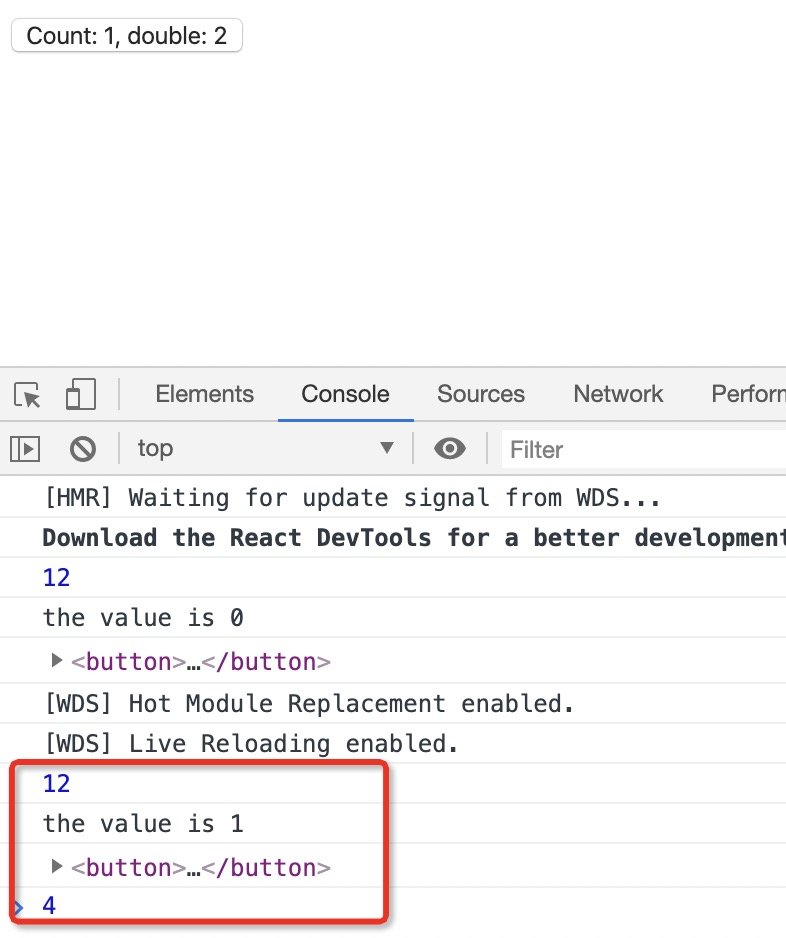 Count: 1, double: 2
Elements Console Sources Network Perforn
top Filter
[HMR] Waiting for update signal from WDS...
Download the React DevTools for a better development
12
the value is 0
<button>…</button>
[WDS] Hot Module Replacement enabled.
[WDS] Live Reloading enabled.
12
the value is 1
<button>…</button>
4